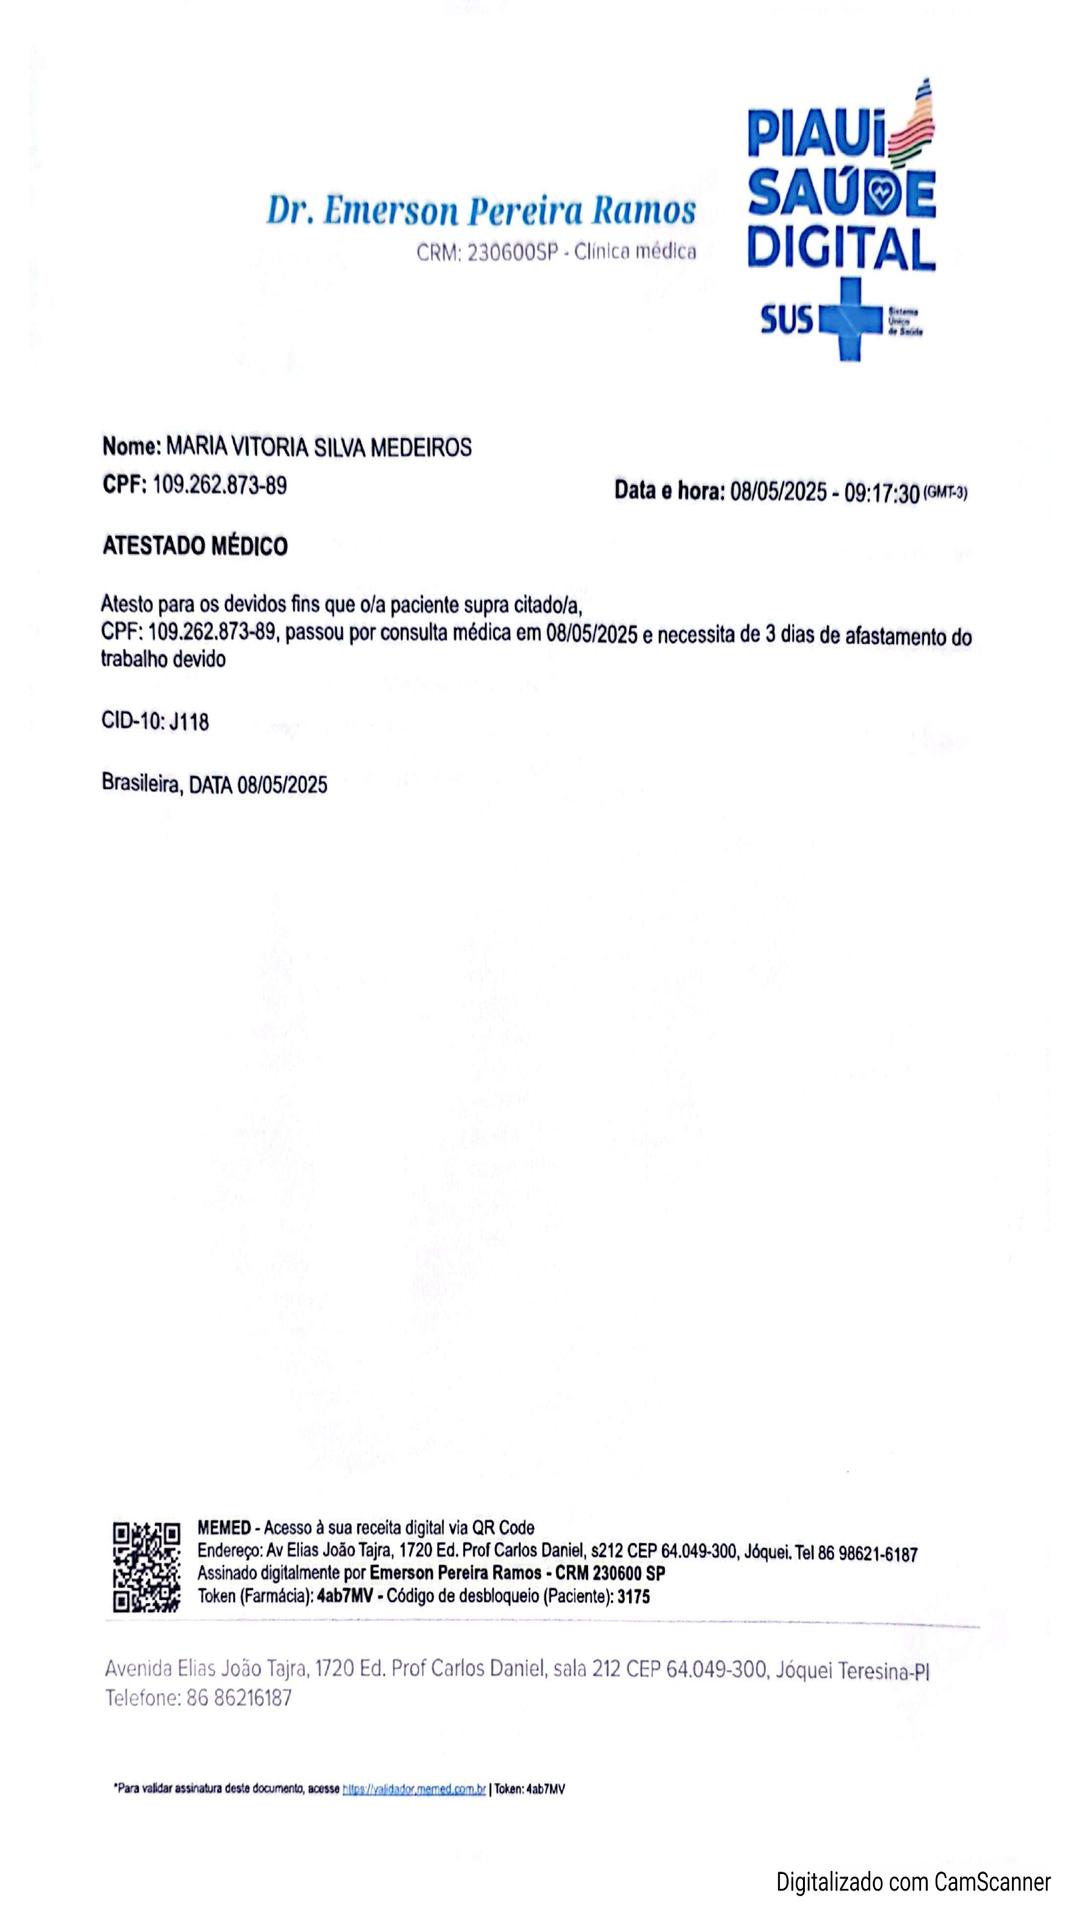 PIAUÍ
SAÚDE
DIGITAL
SUS
Sistema
Único
de Saúde
Dr. Emerson Pereira Ramos
CRM: 230600SP - Clínica médica
Nome: MARIA VITORIA SILVA MEDEIROS
CPF: 109.262.873-89
Data e hora: 08/05/2025 - 09:17:30 (GMT-3)
ATESTADO MÉDICO
Atesto para os devidos fins que o/a paciente supra citado/a,
CPF: 109.262.873-89, passou por consulta médica em 08/05/2025 e necessita de 3 dias de afastamento do
trabalho devido
CID-10: J118
Brasileira, DATA 08/05/2025
MEMED - Acesso à sua receita digital via QR Code
Endereço: Av Elias João Tajra, 1720 Ed. Prof Carlos Daniel, s212 CEP 64.049-300, Jóquei. Tel 86 98621-6187
Assinado digitalmente por Emerson Pereira Ramos - CRM 230600 SP
Token (Farmácia): 4ab7MV - Código de desbloqueio (Paciente): 3175
Avenida Elias João Tajra, 1720 Ed. Prof Carlos Daniel, sala 212 CEP 64.049-300, Jóquei Teresina-PI
Telefone: 86 86216187
*Para validar assinatura deste documento, acesse https://validador.memed.com.br | Token: 4ab7MV
Digitalizado com CamScanner